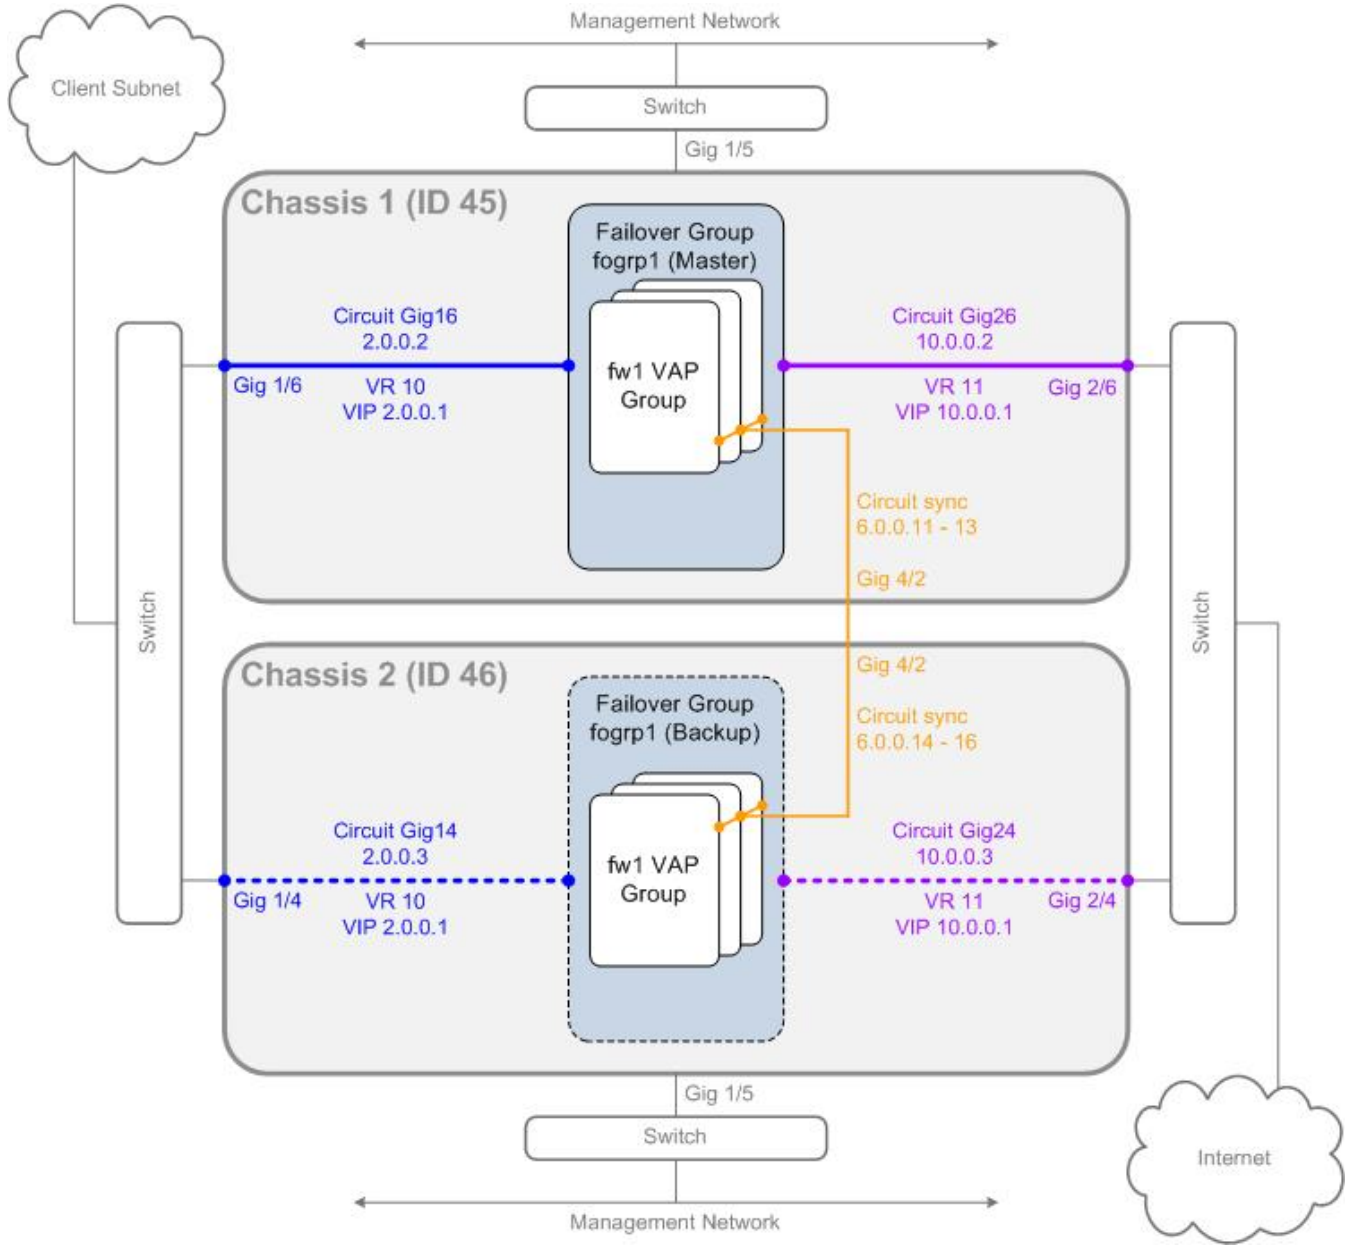 Management Network
Client Subnet
Switch
Gig 1/5
Chassis 1 (ID 45)
Failover Group
fogrp1 (Master)
Circuit Gig16
2.0.0.2
Circuit Gig26
10.0.0.2
fw1 VAP
Group
Gig 1/6
VR 10
VIP 2.0.0.1
VR 11
VIP 10.0.0.1
Gig 2/6
Circuit sync
6.0.0.11 - 13
Gig 4/2
Switch
Switch
Chassis 2 (ID 46)
Gig 4/2
Failover Group
fogrp1 (Backup)
Circuit sync
6.0.0.14 - 16
Circuit Gig14
2.0.0.3
Circuit Gig24
10.0.0.3
fw1 VAP
Group
Gig 1/4
VR 10
VIP 2.0.0.1
VR 11
VIP 10.0.0.1
Gig 2/4
Gig 1/5
Switch
Internet
Management Network